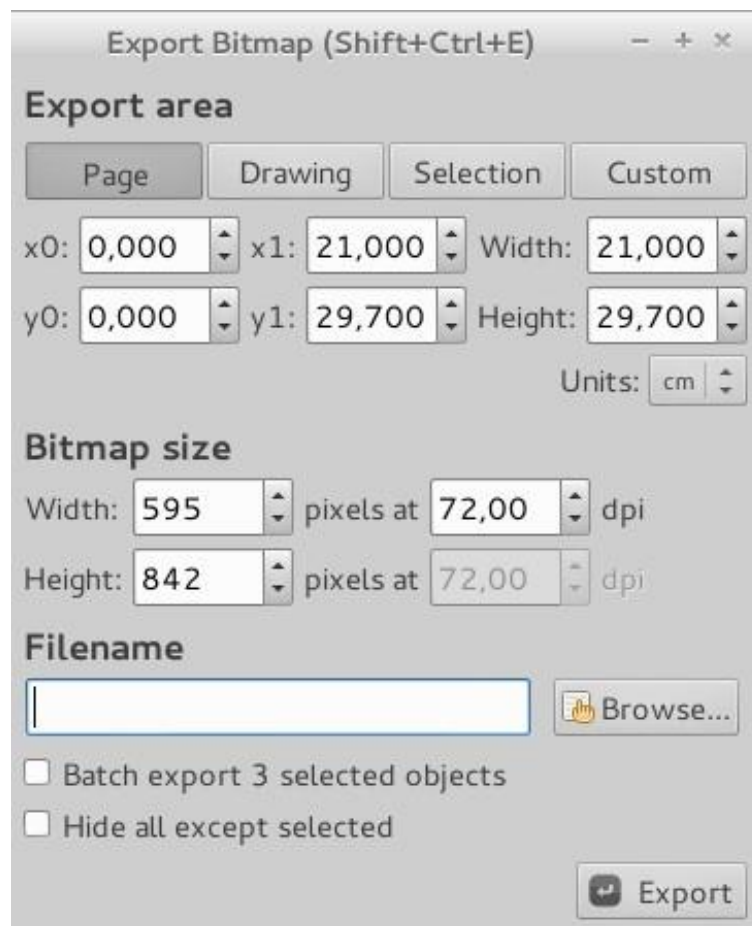 Export Bitmap (Shift+Ctrl+E)
Export area
Page Drawing Selection Custom
x0: 0,000 x1: 21,000 Width: 21,000
y0: 0,000 y1: 29,700 Height: 29,700
Units: cm
Bitmap size
Width: 595 pixels at 72,00 dpi
Height: 842 pixels at 72,00 dpi
Filename
Browse...
Batch export 3 selected objects
Hide all except selected
Export